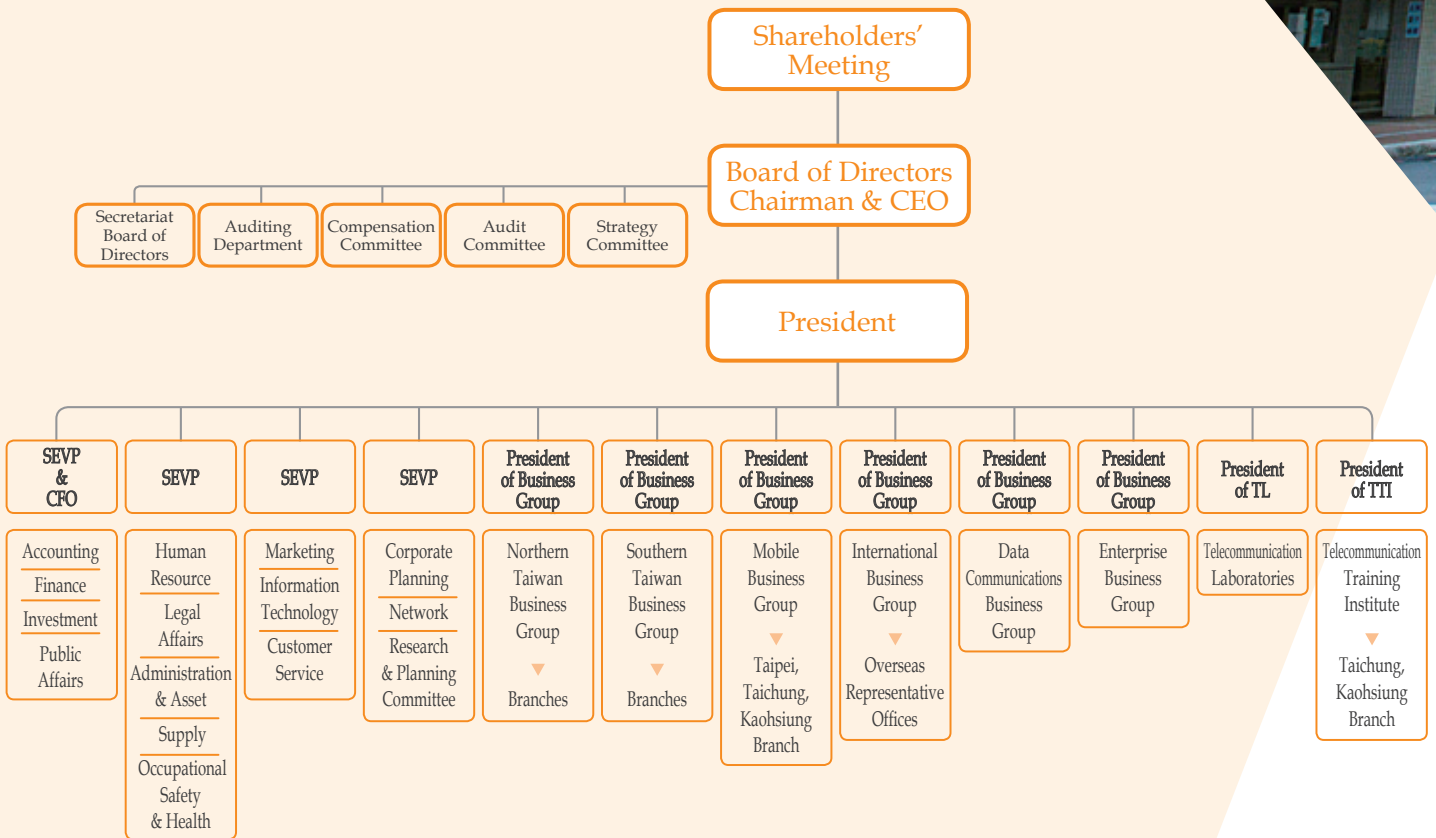 Shareholders’
Meeting
Board of Directors
Chairman & CEO
Secretariat
Board of
Directors
Auditing
Department
Compensation
Committee
Audit
Committee
Strategy
Committee
President
SEVP
&
CFO
SEVP
SEVP
SEVP
President
of Business
Group
President
of Business
Group
President
of Business
Group
President
of Business
Group
President
of Business
Group
President
of Business
Group
President
of TL
President
of TTI
Accounting
Finance
Investment
Public
Affairs
Human
Resource
Legal
Affairs
Administration
& Asset
Supply
Occupational
Safety
& Health
Marketing
Information
Technology
Customer
Service
Corporate
Planning
Network
Research
& Planning
Committee
Northern
Taiwan
Business
Group
Branches
Southern
Taiwan
Business
Group
Branches
Mobile
Business
Group
Taipei,
Taichung,
Kaohsiung
Branch
International
Business
Group
Overseas
Representative
Offices
Data
Communications
Business
Group
Enterprise
Business
Group
Telecommunication
Laboratories
Telecommunication
Training
Institute
Taichung,
Kaohsiung
Branch